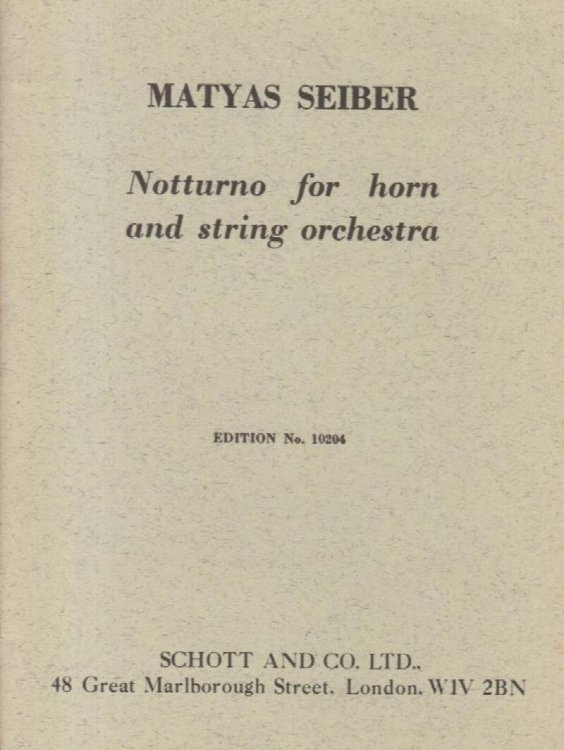 MATYAS SEIBER
Notturno for horn
and string orchestra
EDITION No. 10204
SCHOTT AND CO. LTD.,
48 Great Marlborough Street, London, W1V 2BN